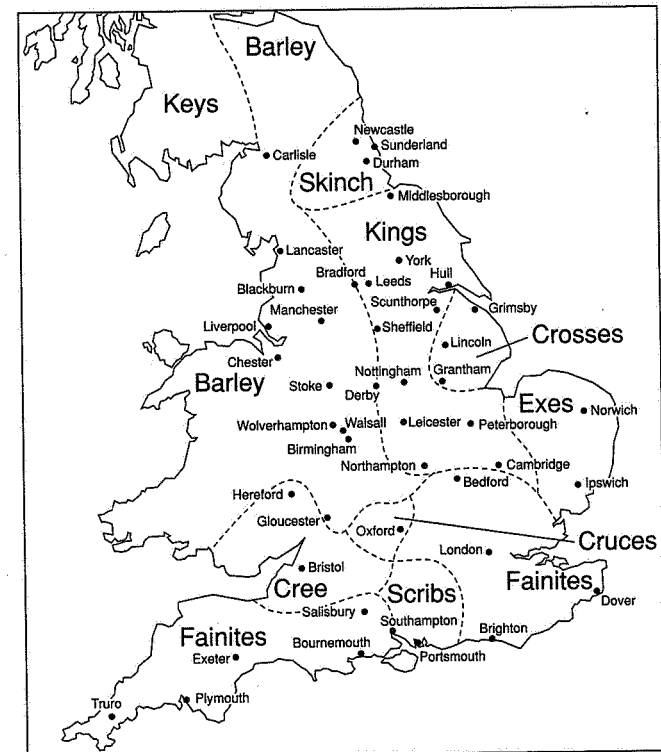 Barley
Keys
Newcastle
Sunderland
Carlisle
Durham
Skinch
Middlesborough
Kings
Lancaster
York
Bradford
Leeds
Hull
Blackburn
Scunthorpe
Grimsby
Manchester
Liverpool
Sheffield
Crosses
Lincoln
Chester
Nottingham
Grantham
Barley
Stoke
Derby
Exes
Norwich
Wolverhampton
Walsall
Leicester
Peterborough
Birmingham
Northampton
Cambridge
Bedford
Ipswich
Hereford
Gloucester
Oxford
Cruces
London
Bristol
Cree
Scribs
Fainites
Dover
Salisbury
Southampton
Fainites
Bournemouth
Brighton
Exeter
Portsmouth
Truro
Plymouth